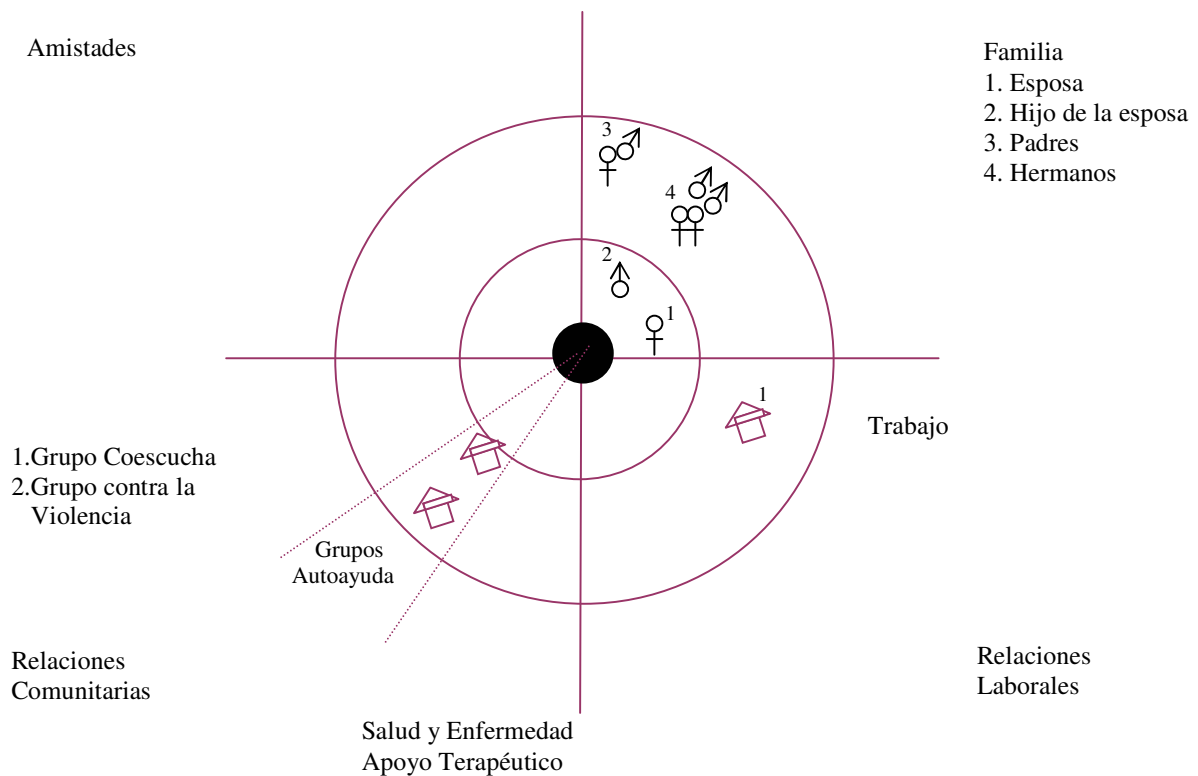 Amistades
Familia
1. Esposa
2. Hijo de la esposa
3. Padres
4. Hermanos
3
4
2
1
1
Trabajo
1.Grupo Coescucha
2.Grupo contra la
Violencia
Grupos
Autoayuda
Relaciones
Comunitarias
Relaciones
Laborales
Salud y Enfermedad
Apoyo Terapéutico